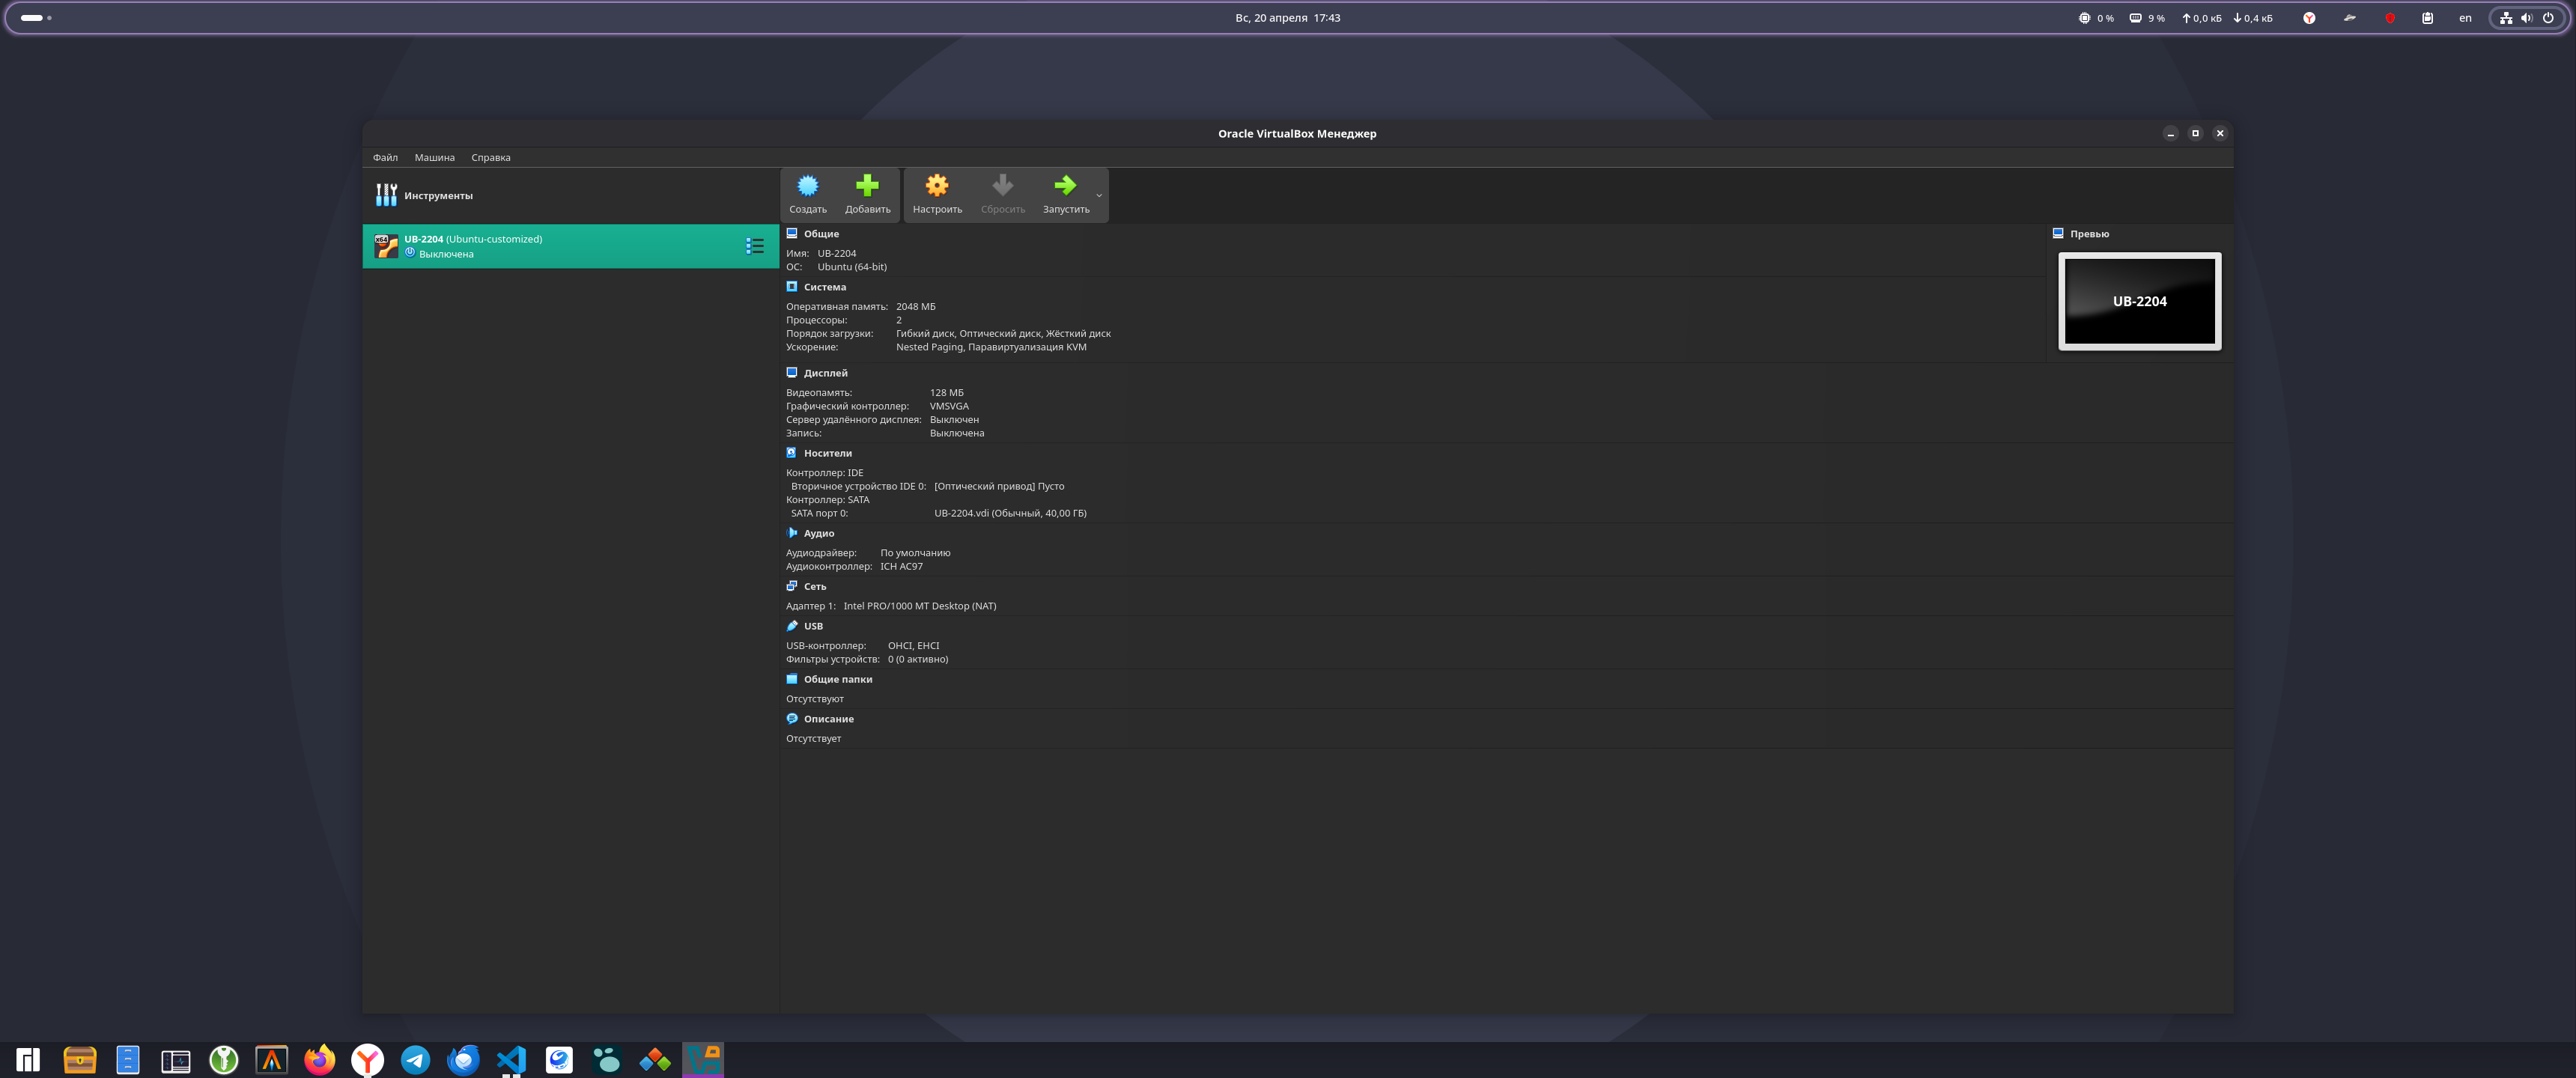 Вс, 20 апреля 17:43
0 %
9 %
0,0 кБ
0,4 кБ
en
Oracle VirtualBox Менеджер
Файл Машина Справка
Инструменты
Создать
Добавить
Настроить
Сбросить
Запустить
UB-2204 (Ubuntu-customized)
Выключена
Общие
Имя: UB-2204
ОС: Ubuntu (64-bit)
Превью
UB-2204
Система
Оперативная память: 2048 МБ
Процессоры: 2
Порядок загрузки: Гибкий диск, Оптический диск, Жёсткий диск
Ускорение: Nested Paging, Паравиртуализация KVM
Дисплей
Видеопамять: 128 МБ
Графический контроллер: VMSVGA
Сервер удалённого дисплея: Выключен
Запись: Выключена
Носители
Контроллер: IDE
Вторичное устройство IDE 0: [Оптический привод] Пусто
Контроллер: SATA
SATA порт 0: UB-2204.vdi (Обычный, 40,00 ГБ)
Аудио
Аудиодрайвер: По умолчанию
Аудиоконтроллер: ICH AC97
Сеть
Адаптер 1: Intel PRO/1000 MT Desktop (NAT)
USB
USB-контроллер: OHCI, EHCI
Фильтры устройств: 0 (0 активно)
Общие папки
Отсутствуют
Описание
Отсутствует